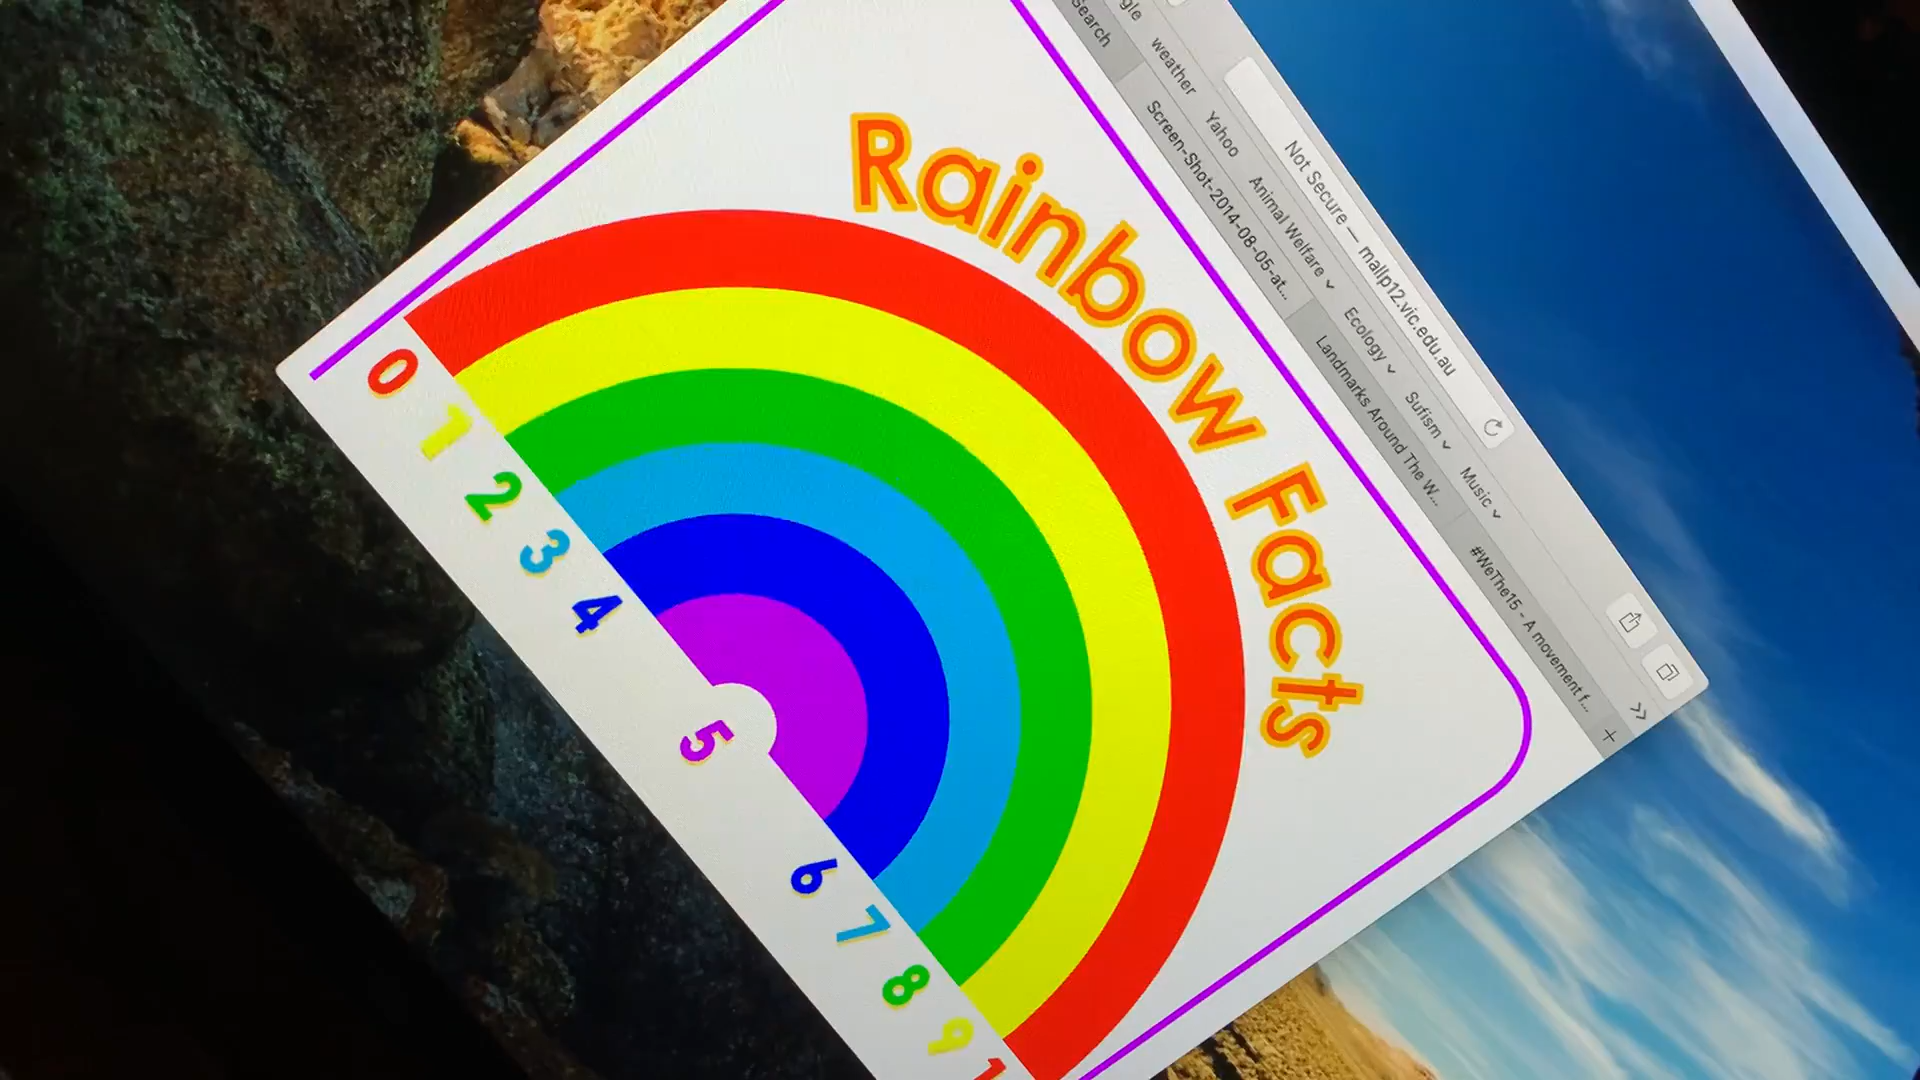 Not Secure — mallp12.vic.edu.au
weather Yahoo Animal Welfare Ecology Sufism Music
Search Screen-Shot-2014-08-05-at... Landmarks Around The W... #WeThe15 - A movement f...
Rainbow Facts
0 1 2 3 4 5 6 7 8 9 1